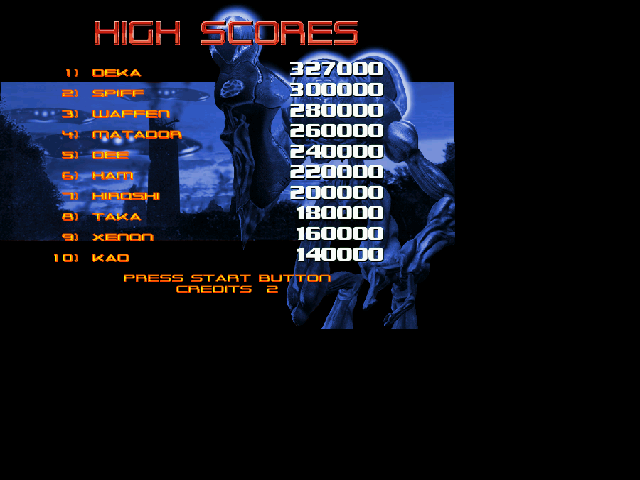 HIGH SCORES
1) DEKA 327000
2) SPIFF 300000
3) WAFFEN 280000
4) MATADOR 260000
5) DEE 240000
6) HAM 220000
7) HIROSHI 200000
8) TAKA 180000
9) XENON 160000
10) KAO 140000
PRESS START BUTTON
CREDITS 2